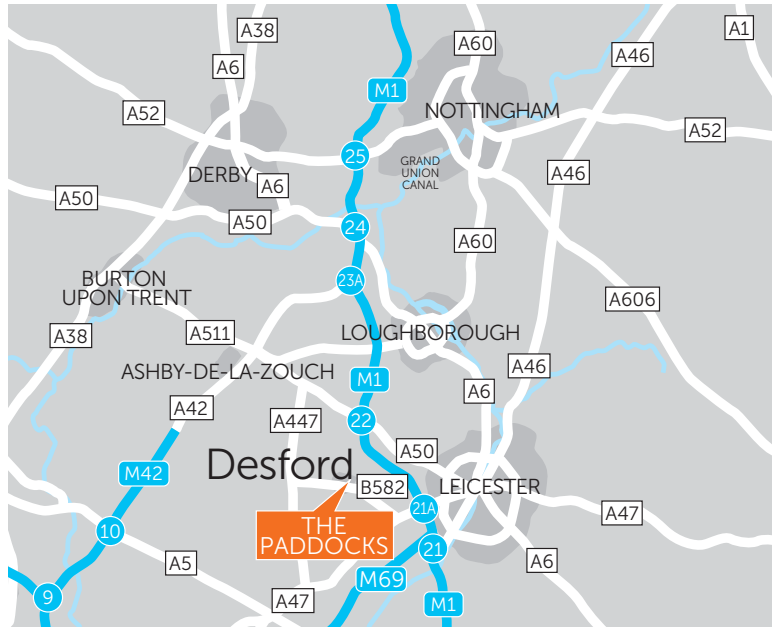 A38
A60
A1
A6
A46
M1
A52
NOTTINGHAM
A52
25
GRAND
UNION
CANAL
DERBY
A6
A46
A50
A50
24
A60
23A
BURTON
UPON TRENT
A606
A38
A511
LOUGHBOROUGH
ASHBY-DE-LA-ZOUCH
M1
A46
A6
A42
A447
22
A50
M42
Desford
B582
LEICESTER
21A
A47
10
THE
PADDOCKS
21
A5
M69
A6
9
A47
M1